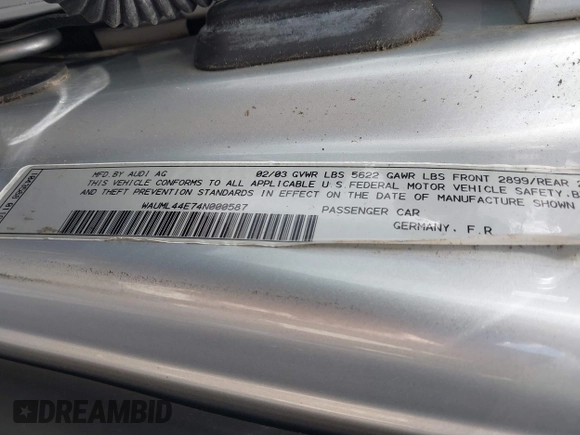 MFD.BY AUDI AG 02/03 GVWR LBS 5622 GAWR LBS FRONT 2899/REAR
THIS VEHICLE CONFORMS TO ALL APPLICABLE U.S.FEDERAL MOTOR VEHICLE SAFETY,B
AND THEFT PREVENTION STANDARDS IN EFFECT ON THE DATE OF MANUFACTURE SHOWN
WAUML44E74N000587 PASSENGER CAR
GERMANY, F.R
DREAMBID